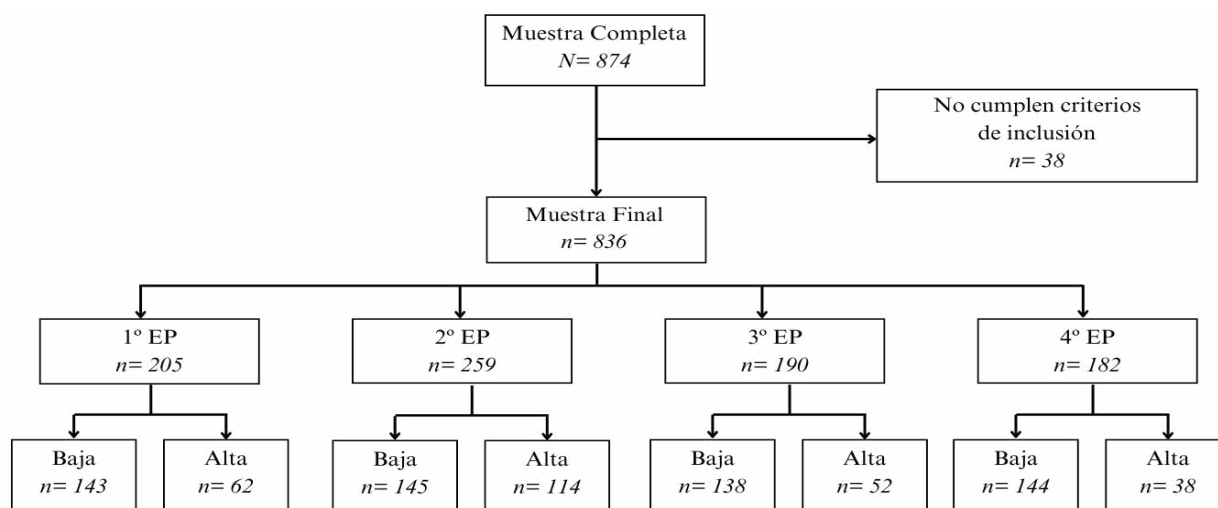 Muestra Completa
N= 874
No cumplen criterios
de inclusión
n= 38
Muestra Final
n= 836
1º EP
n= 205
2º EP
n= 259
3º EP
n= 190
4º EP
n= 182
Baja
n= 143
Alta
n= 62
Baja
n= 145
Alta
n= 114
Baja
n= 138
Alta
n= 52
Baja
n= 144
Alta
n= 38